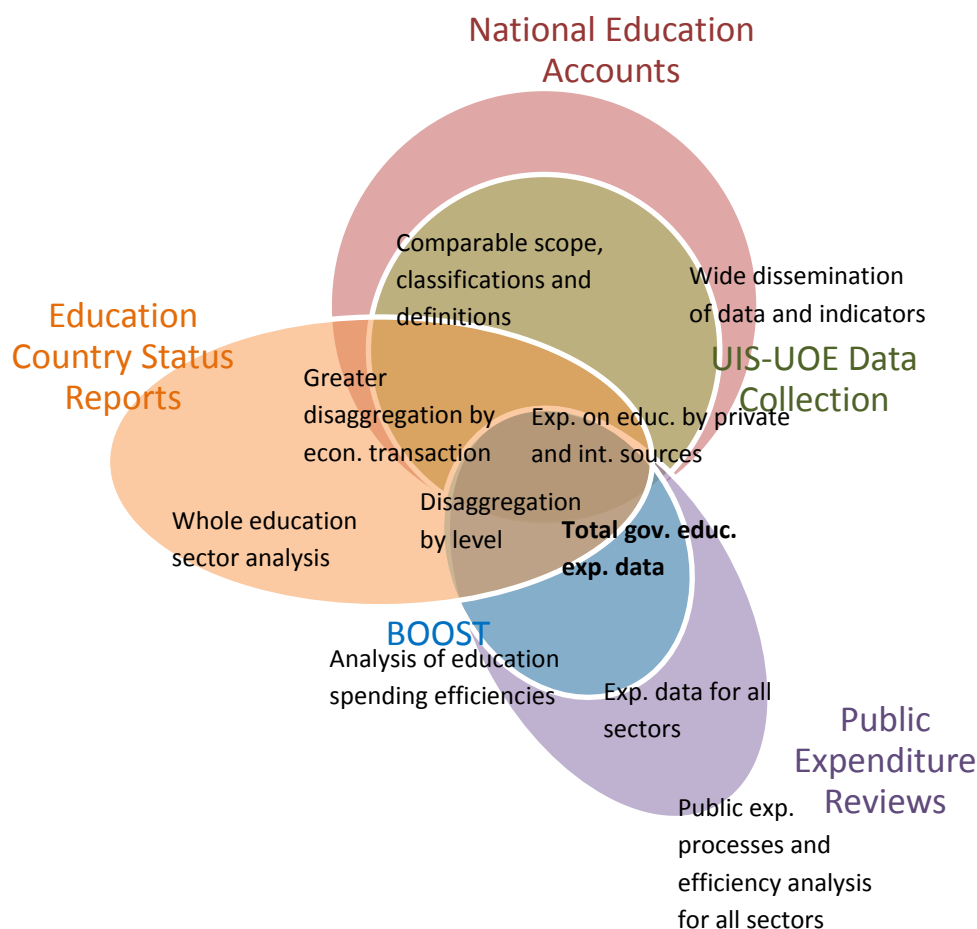 National Education
Accounts
Comparable scope,
classifications and
definitions
Wide dissemination
of data and indicators
Education
Country Status
Reports
UIS-UOE Data
Collection
Greater
disaggregation by
econ. transaction
Exp. on educ. by private
and int. sources
Whole education
sector analysis
Disaggregation
by level
Total gov. educ.
exp. data
BOOST
Analysis of education
spending efficiencies
Exp. data for all
sectors
Public
Expenditure
Reviews
Public exp.
processes and
efficiency analysis
for all sectors